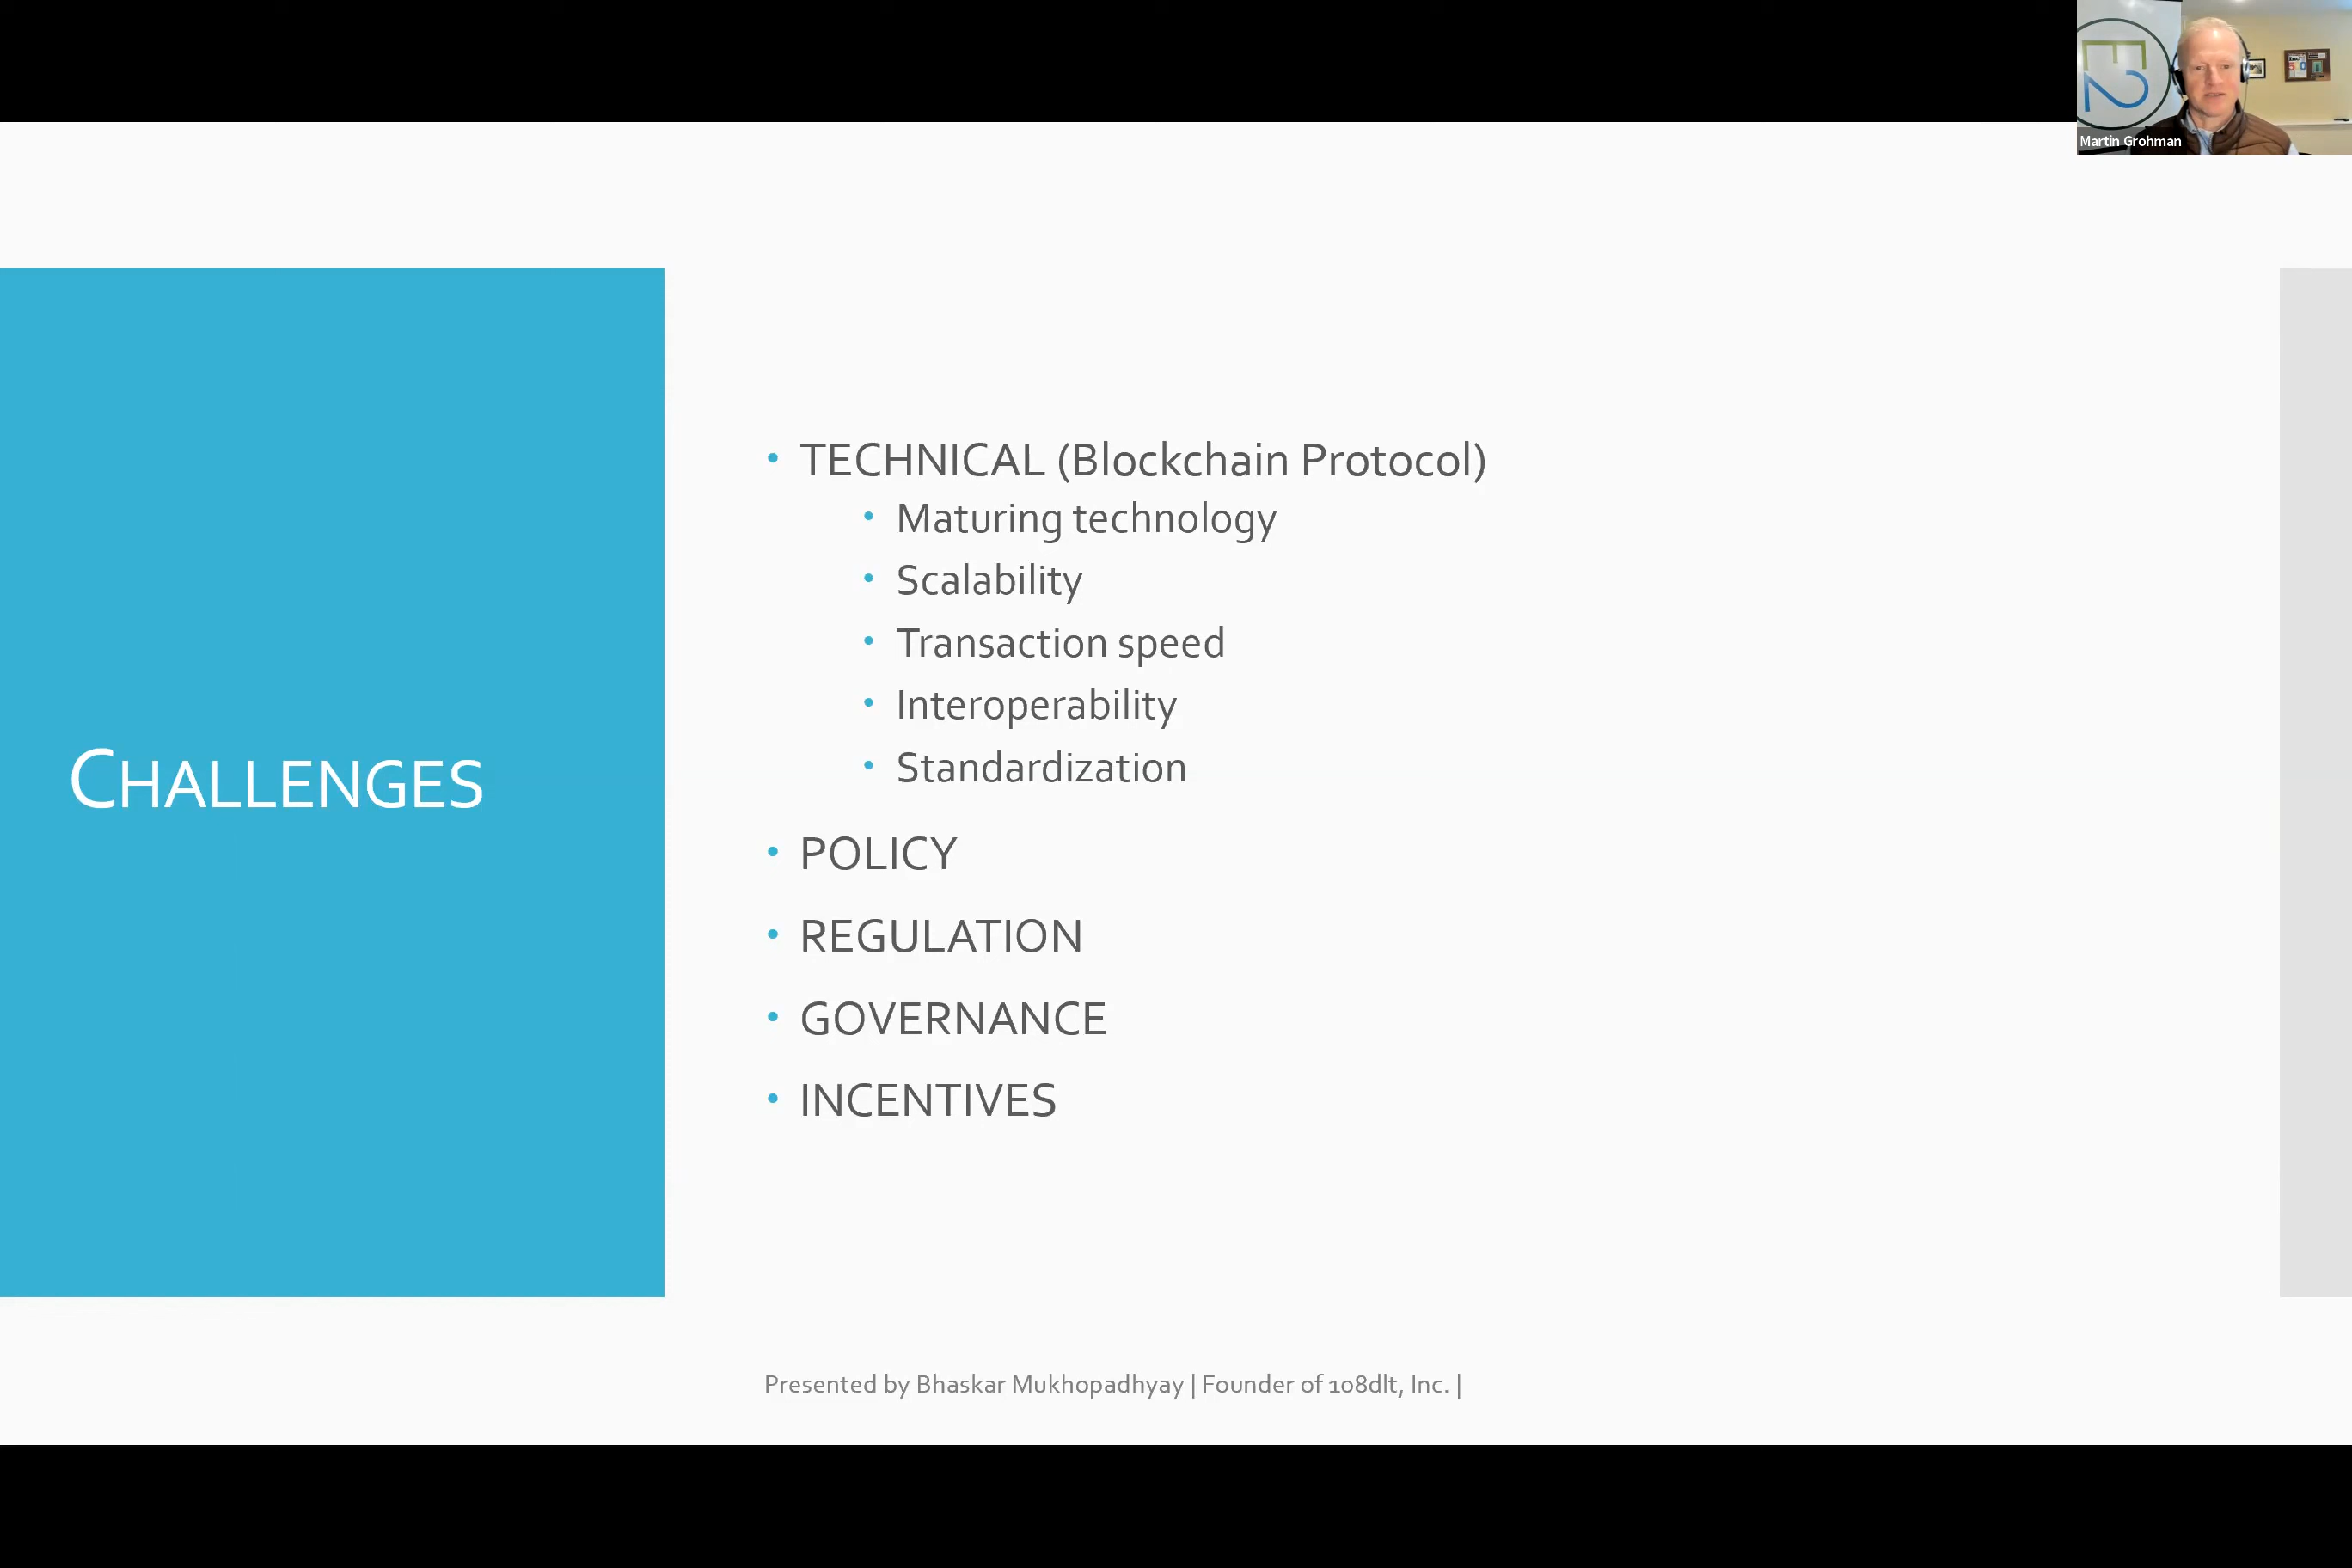 E2
Martin Grohman
CHALLENGES
• TECHNICAL (Blockchain Protocol)
• Maturing technology
• Scalability
• Transaction speed
• Interoperability
• Standardization
• POLICY
• REGULATION
• GOVERNANCE
• INCENTIVES
Presented by Bhaskar Mukhopadhyay | Founder of 108dlt, Inc. |